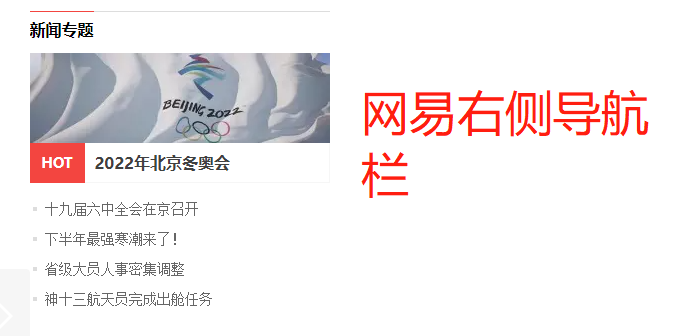 新闻专题
BEIJING 2022
HOT 2022年北京冬奥会
十九届六中全会在京召开
下半年最强寒潮来了！
省级大员人事密集调整
神十三航天员完成出舱任务
网易右侧导航
栏